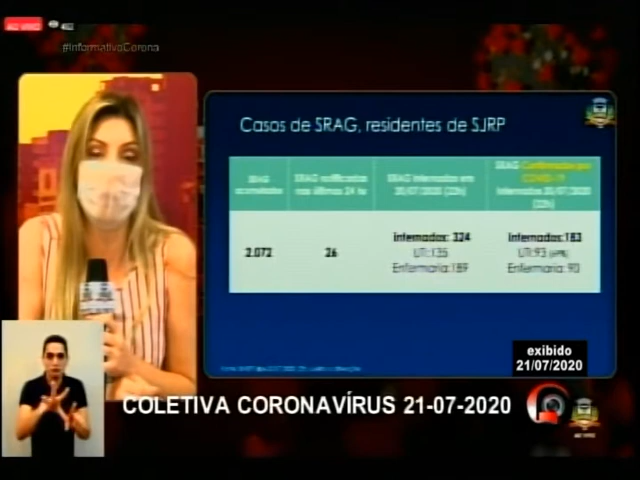 AO VIVO
#InformativoCorona
Casos de SRAG, residentes de SJRP
SRAG acumulados
SRAG notificados nas últimas 24 hs
SRAG Internados em 20/07/2020 (22h)
SRAG Confirmados por COVID-19 Internados 20/07/2020 (22h)
2.072
26
Internados: 324
UTI:135
Enfermaria:189
Internados:183
UTI:93
Enfermaria: 90
exibido
21/07/2020
COLETIVA CORONAVÍRUS 21-07-2020
AO VIVO